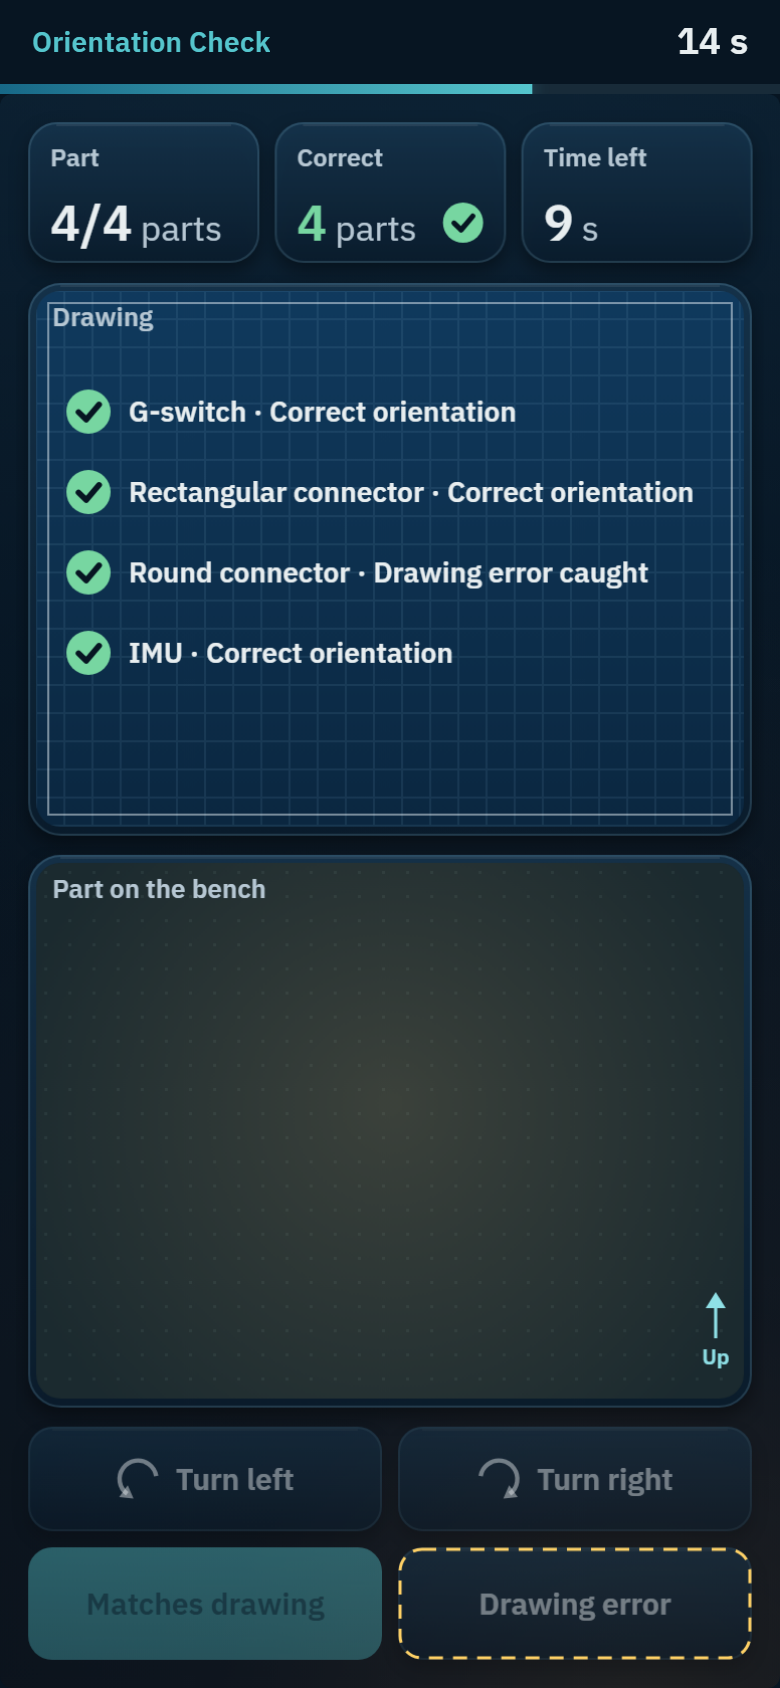 Orientation Check
14 s
Part
4/4 parts
Correct
4 parts
Time left
9 s
Drawing
G-switch · Correct orientation
Rectangular connector · Correct orientation
Round connector · Drawing error caught
IMU · Correct orientation
Part on the bench
Up
Turn left
Turn right
Matches drawing
Drawing error